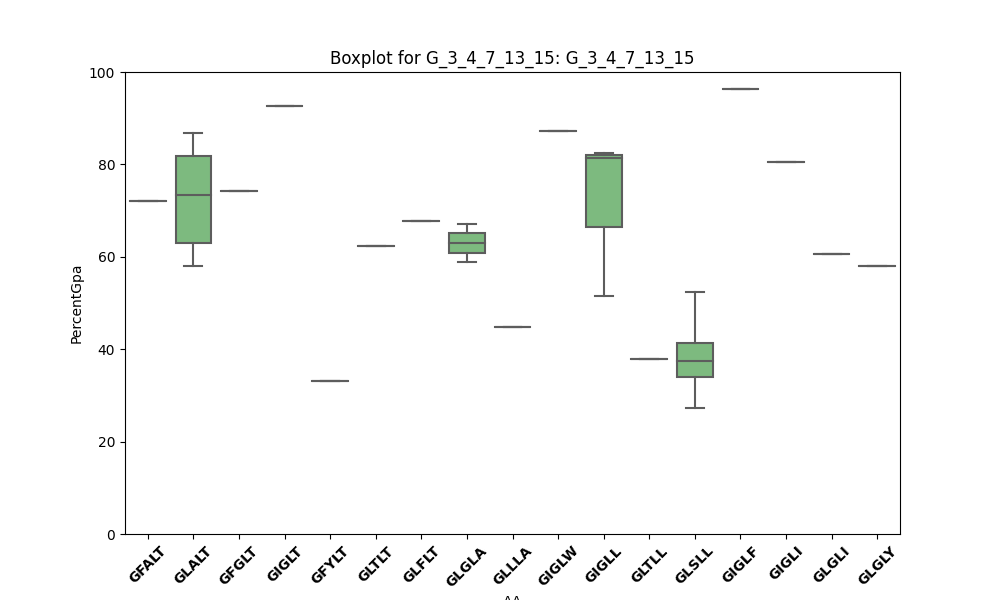 Boxplot for G_3_4_7_13_15: G_3_4_7_13_15
100
80
60
40
20
0
PercentGpa
GFALT
GLALT
GFGLT
GIGLT
GFYLT
GLTLT
GLFLT
GLGLA
GLLLA
GIGLW
GIGLL
GLTLL
GLSLL
GIGLF
GIGLI
GLGLI
GLGLY